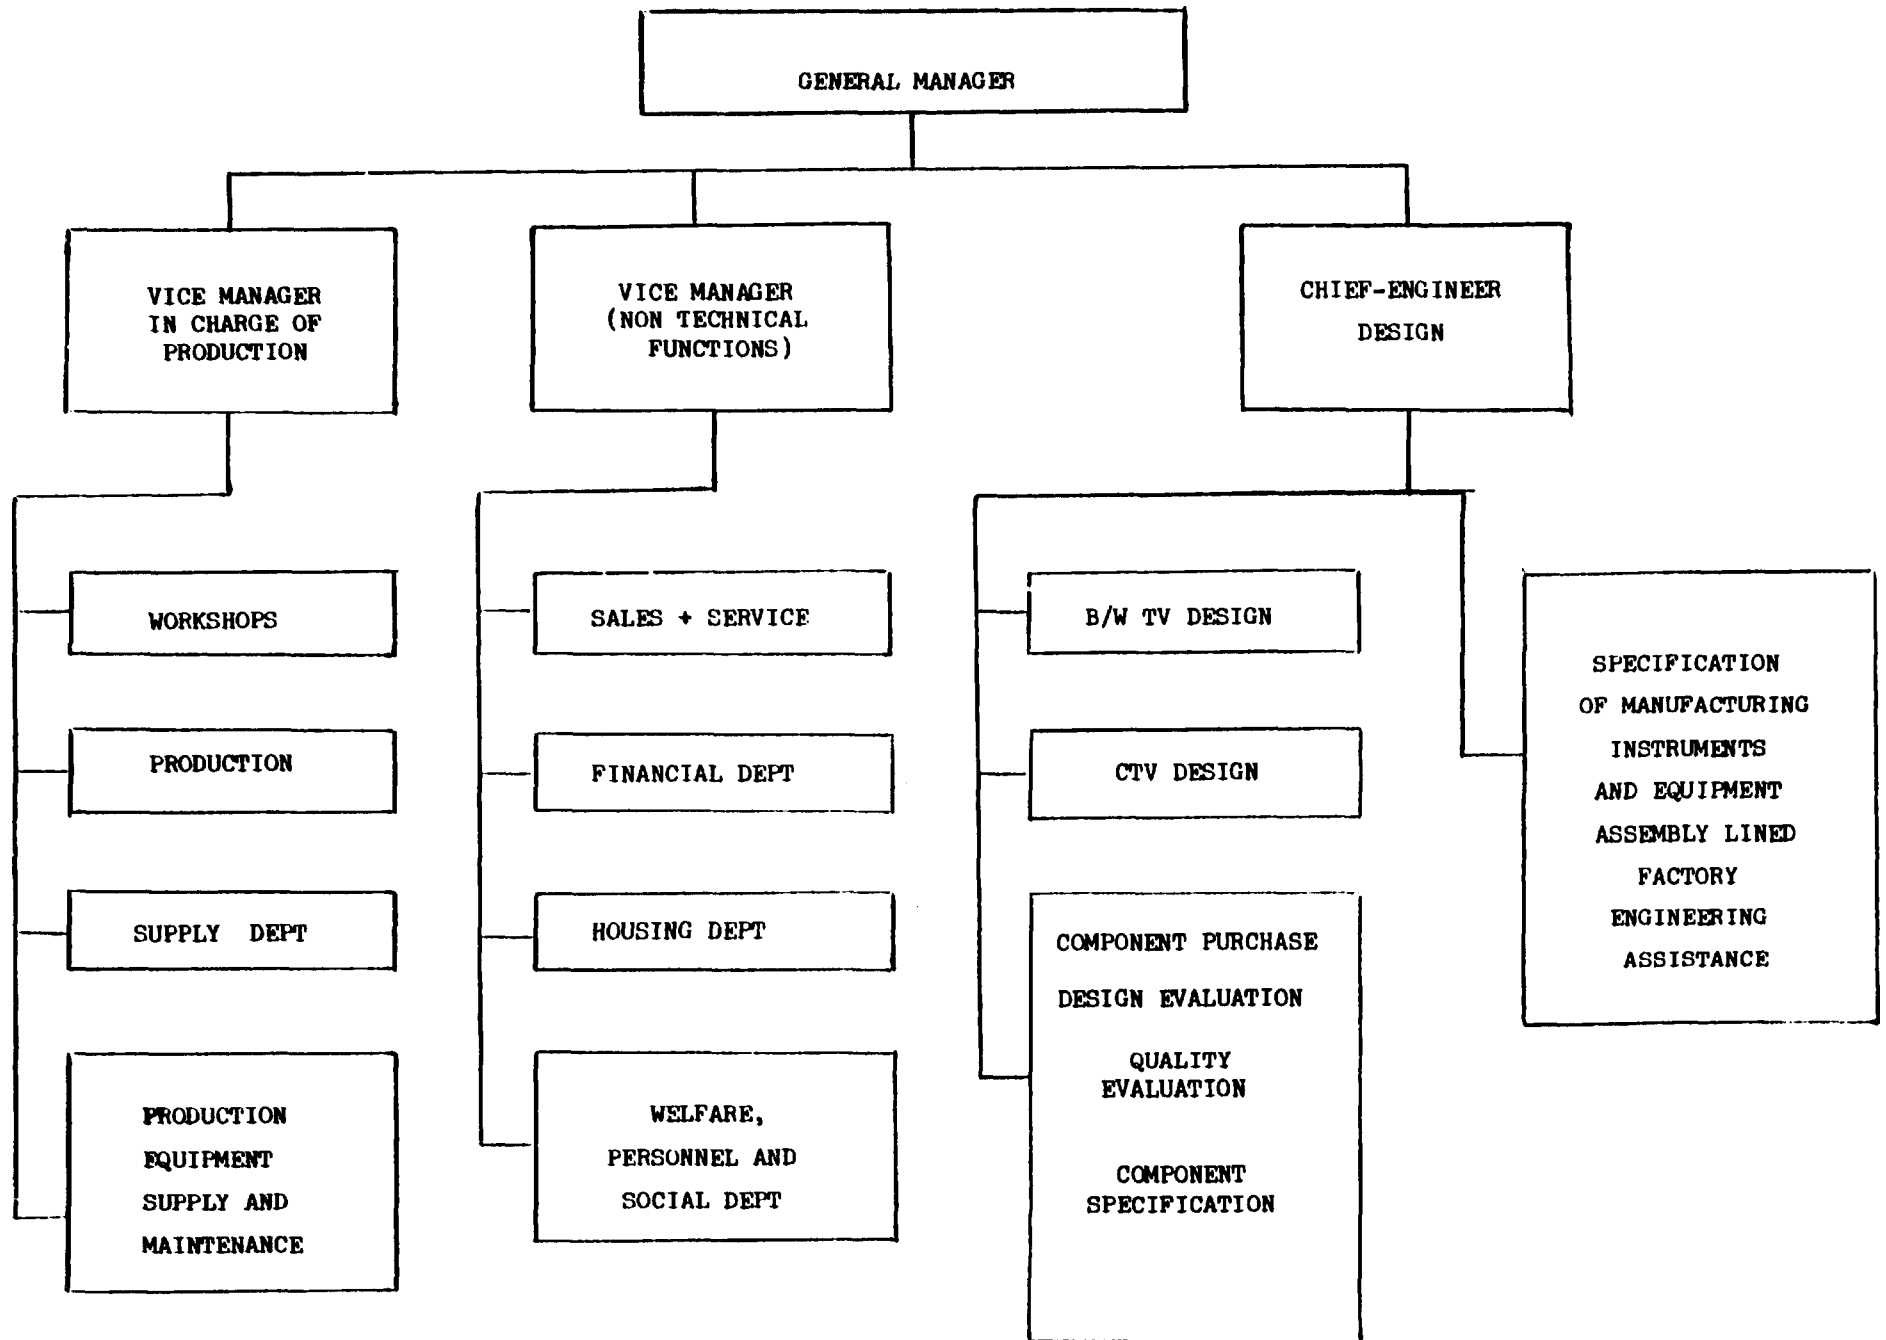 GENERAL MANAGER
VICE MANAGER
IN CHARGE OF
PRODUCTION
VICE MANAGER
(NON TECHNICAL
FUNCTIONS)
CHIEF-ENGINEER
DESIGN
WORKSHOPS
PRODUCTION
SUPPLY DEPT
PRODUCTION
EQUIPMENT
SUPPLY AND
MAINTENANCE
SALES + SERVICE
FINANCIAL DEPT
HOUSING DEPT
WELFARE,
PERSONNEL AND
SOCIAL DEPT
B/W TV DESIGN
CTV DESIGN
COMPONENT PURCHASE
DESIGN EVALUATION
QUALITY
EVALUATION
COMPONENT
SPECIFICATION
SPECIFICATION
OF MANUFACTURING
INSTRUMENTS
AND EQUIPMENT
ASSEMBLY LINED
FACTORY
ENGINEERING
ASSISTANCE